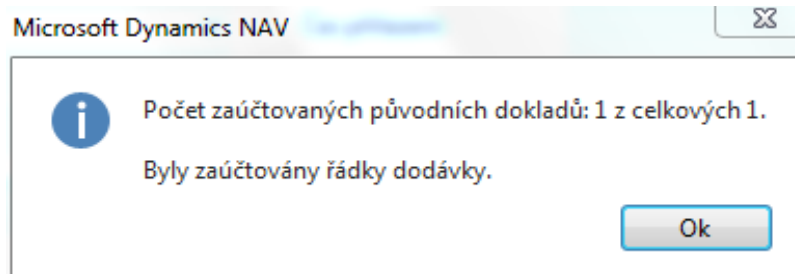 Microsoft Dynamics NAV
Počet zaúčtovaných původních dokladů: 1 z celkových 1.
Byly zaúčtovány řádky dodávky.
Ok